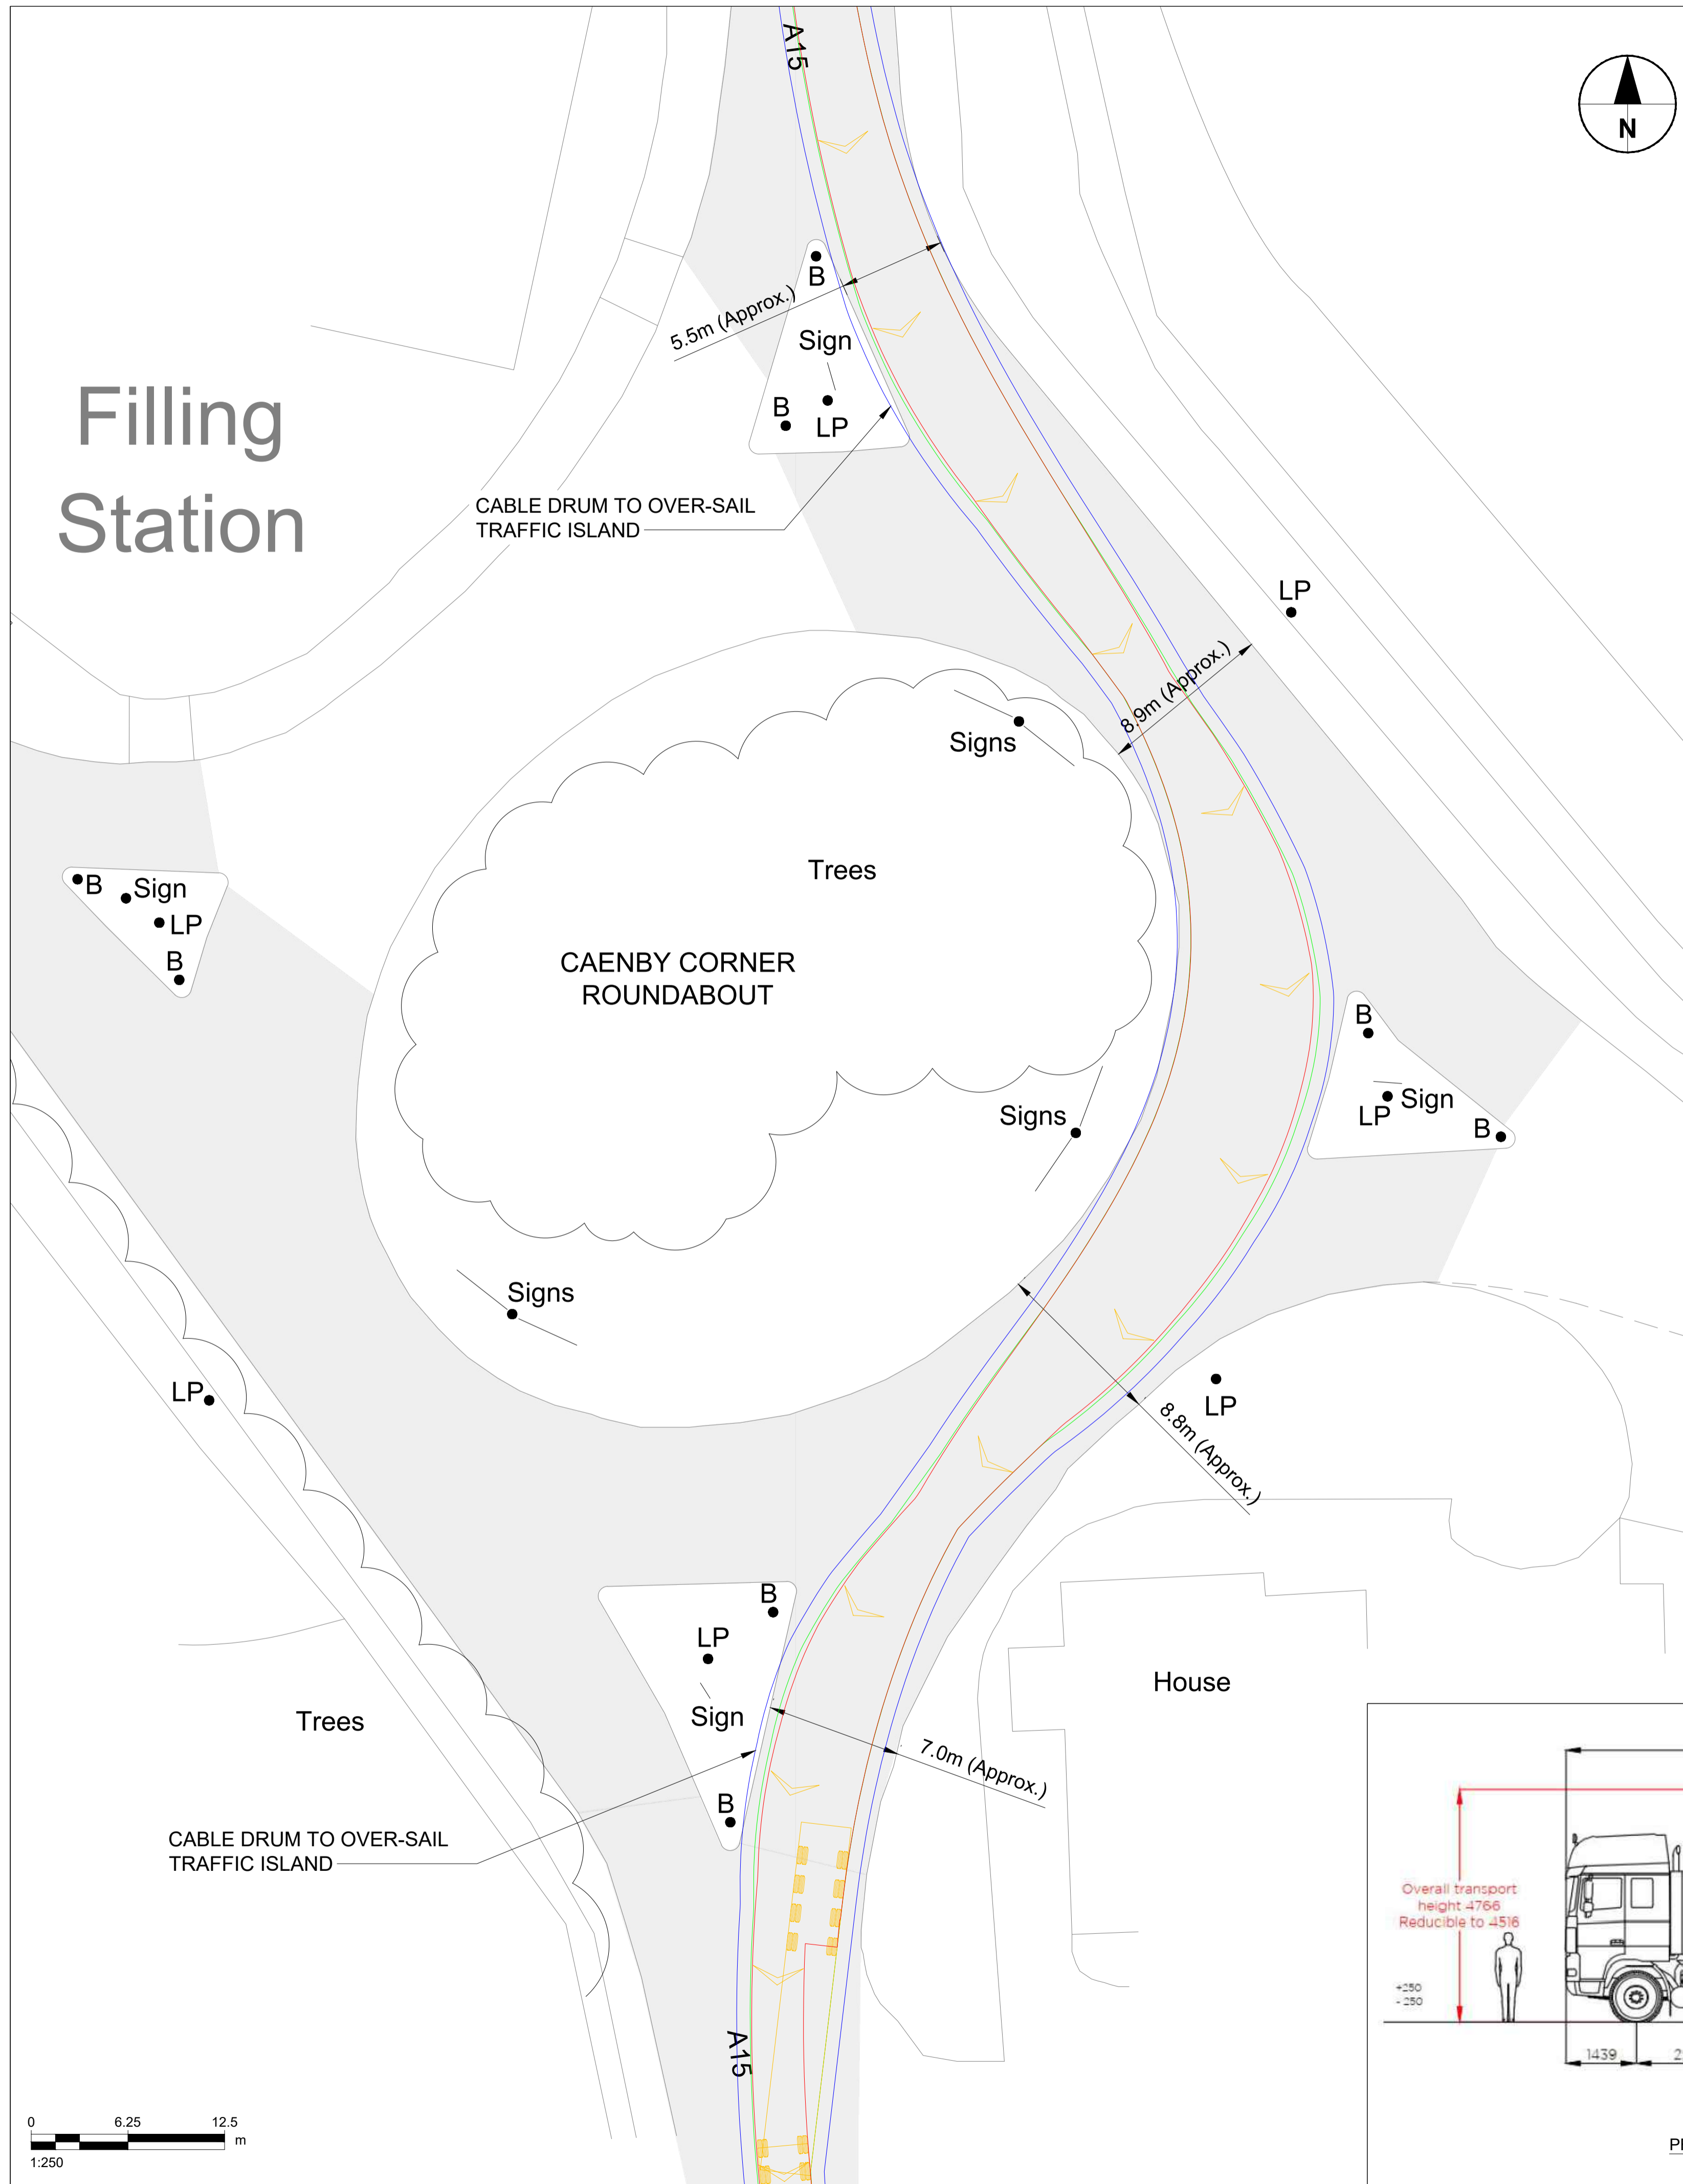 A15
N
B
5.5m (Approx.)
Sign
B
LP
Filling
Station
CABLE DRUM TO OVER-SAIL
TRAFFIC ISLAND
LP
8.9m (Approx.)
Signs
Trees
B
Sign
LP
B
CAENBY CORNER
ROUNDABOUT
B
Sign
LP
B
Signs
Signs
LP
LP
8.8m (Approx.)
B
LP
Sign
House
Trees
7.0m (Approx.)
B
CABLE DRUM TO OVER-SAIL
TRAFFIC ISLAND
Overall transport
height 4766
Reducible to 4516
+250
- 250
1439
A15
0 6.25 12.5
m
1:250